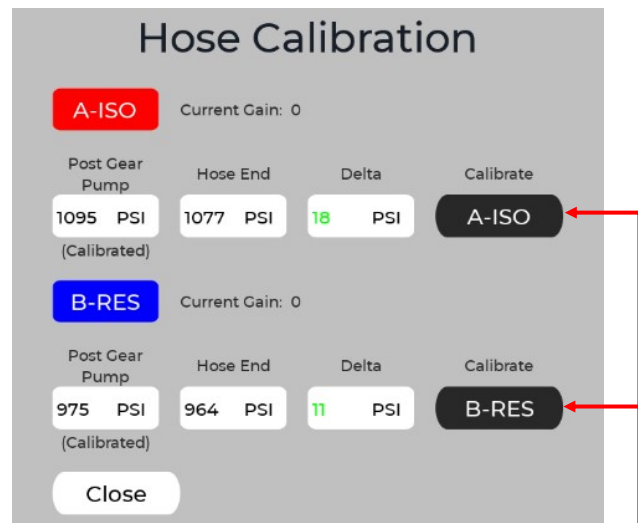 Hose Calibration
A-ISO Current Gain: 0
Post Gear Pump Hose End Delta Calibrate
1095 PSI 1077 PSI 18 PSI A-ISO
(Calibrated)
B-RES Current Gain: 0
Post Gear Pump Hose End Delta Calibrate
975 PSI 964 PSI 11 PSI B-RES
(Calibrated)
Close